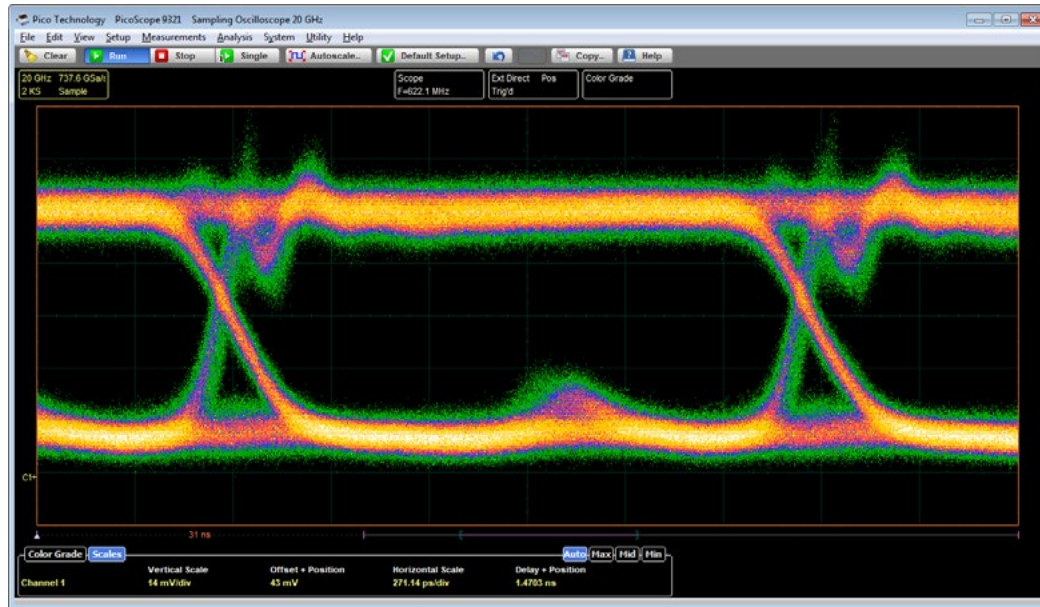 Pico Technology PicoScope 9321 Sampling Oscilloscope 20 GHz
File Edit View Setup Measurements Analysis System Utility Help
Clear Run Stop Single Autoscale... Default Setup... Copy... Help
20 GHz 737.6 GSa/s
2 KS Sample
Scope
F=622.1 MHz
Ext Direct Pos
Trig'd
Color Grade
C1
31 ns
Color Grade Scales Auto Max Mid Min
Vertical Scale Offset + Position Horizontal Scale Delay + Position
Channel 1 14 mV/div 43 mV 271.14 ps/div 1.4703 ns